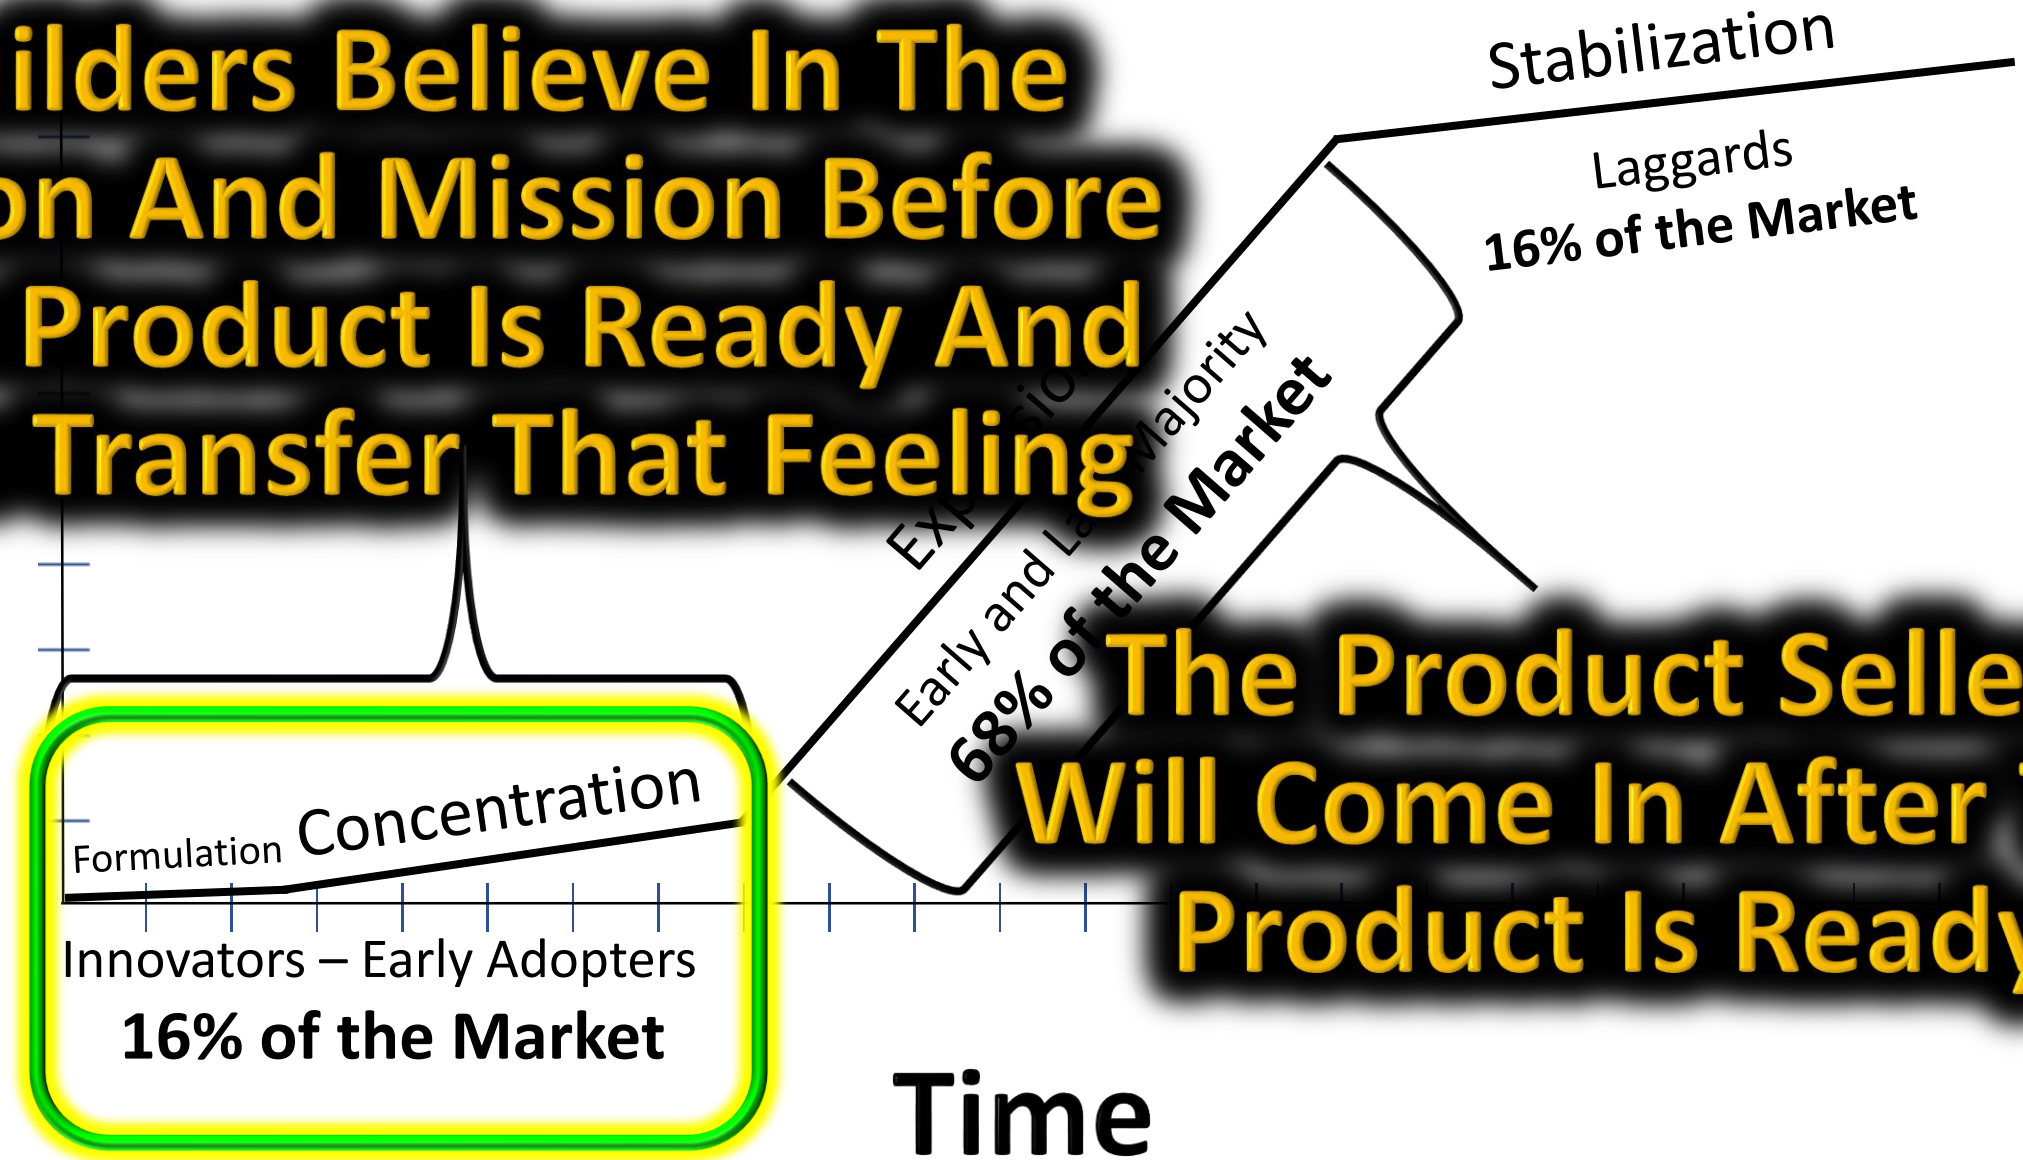 ilders Believe In The
on And Mission Before
Product Is Ready And
Transfer That Feeling
Stabilization
Laggards
16% of the Market
Early and Majority
68% of the Market
The Product Selle
Will Come In After
Product Is Ready
Formulation Concentration
Innovators – Early Adopters
16% of the Market
Time